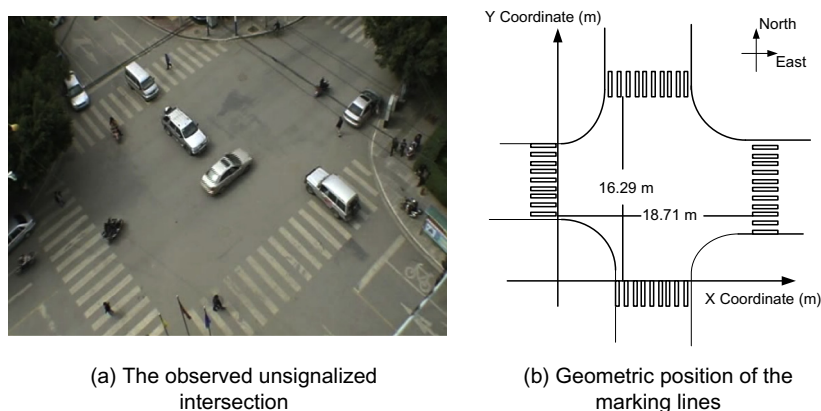 Y Coordinate (m)
North
East
16.29 m
18.71 m
X Coordinate (m)
(a) The observed unsignalized
intersection
(b) Geometric position of the
marking lines